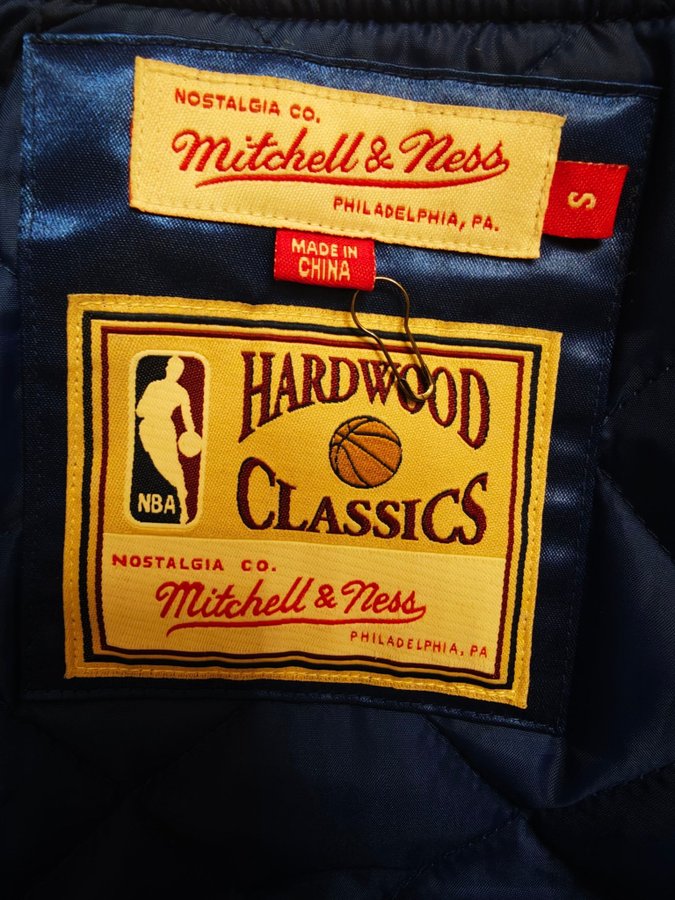 NOSTALGIA CO.
Mitchell & Ness
PHILADELPHIA, PA.
S
MADE IN
CHINA
HARDWOOD
CLASSICS
NBA
NOSTALGIA CO.
Mitchell & Ness
PHILADELPHIA, PA